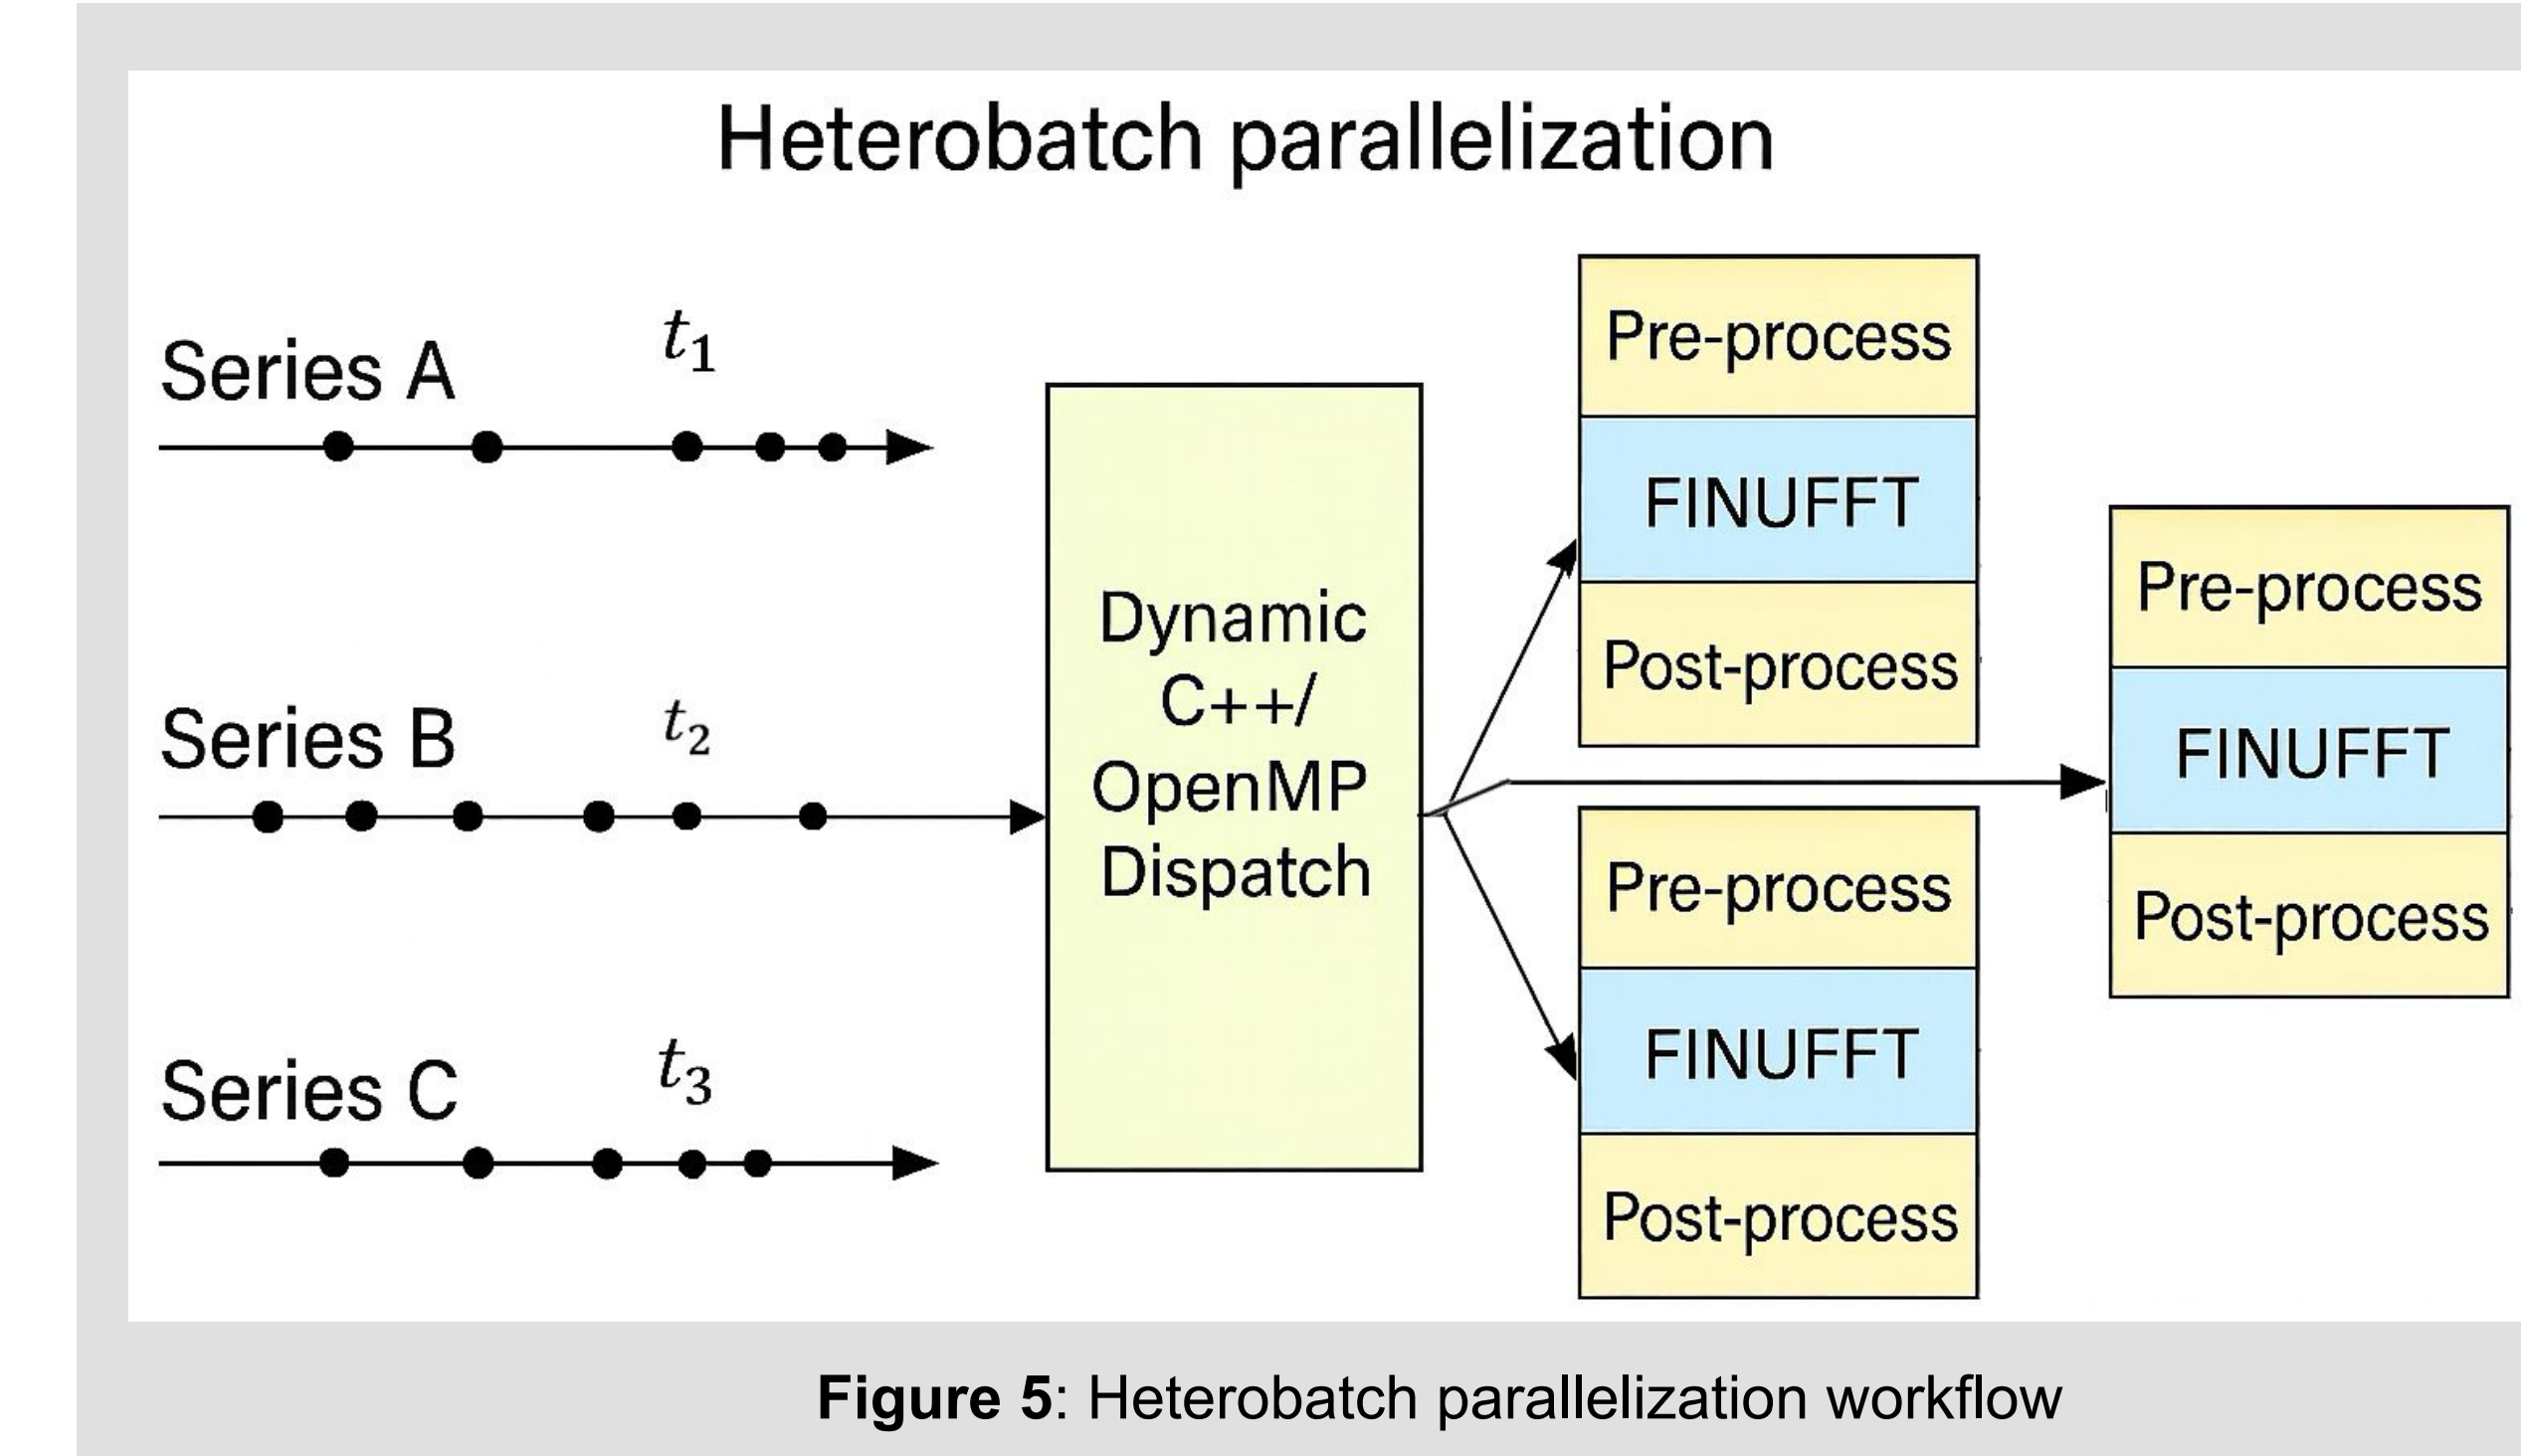 Heterobatch parallelization
Series A
t₁
Series B
t₂
Series C
t₃
Dynamic
C++/
OpenMP
Dispatch
Pre-process
FINUFFT
Post-process
Pre-process
FINUFFT
Post-process
Pre-process
FINUFFT
Post-process
Figure 5: Heterobatch parallelization workflow